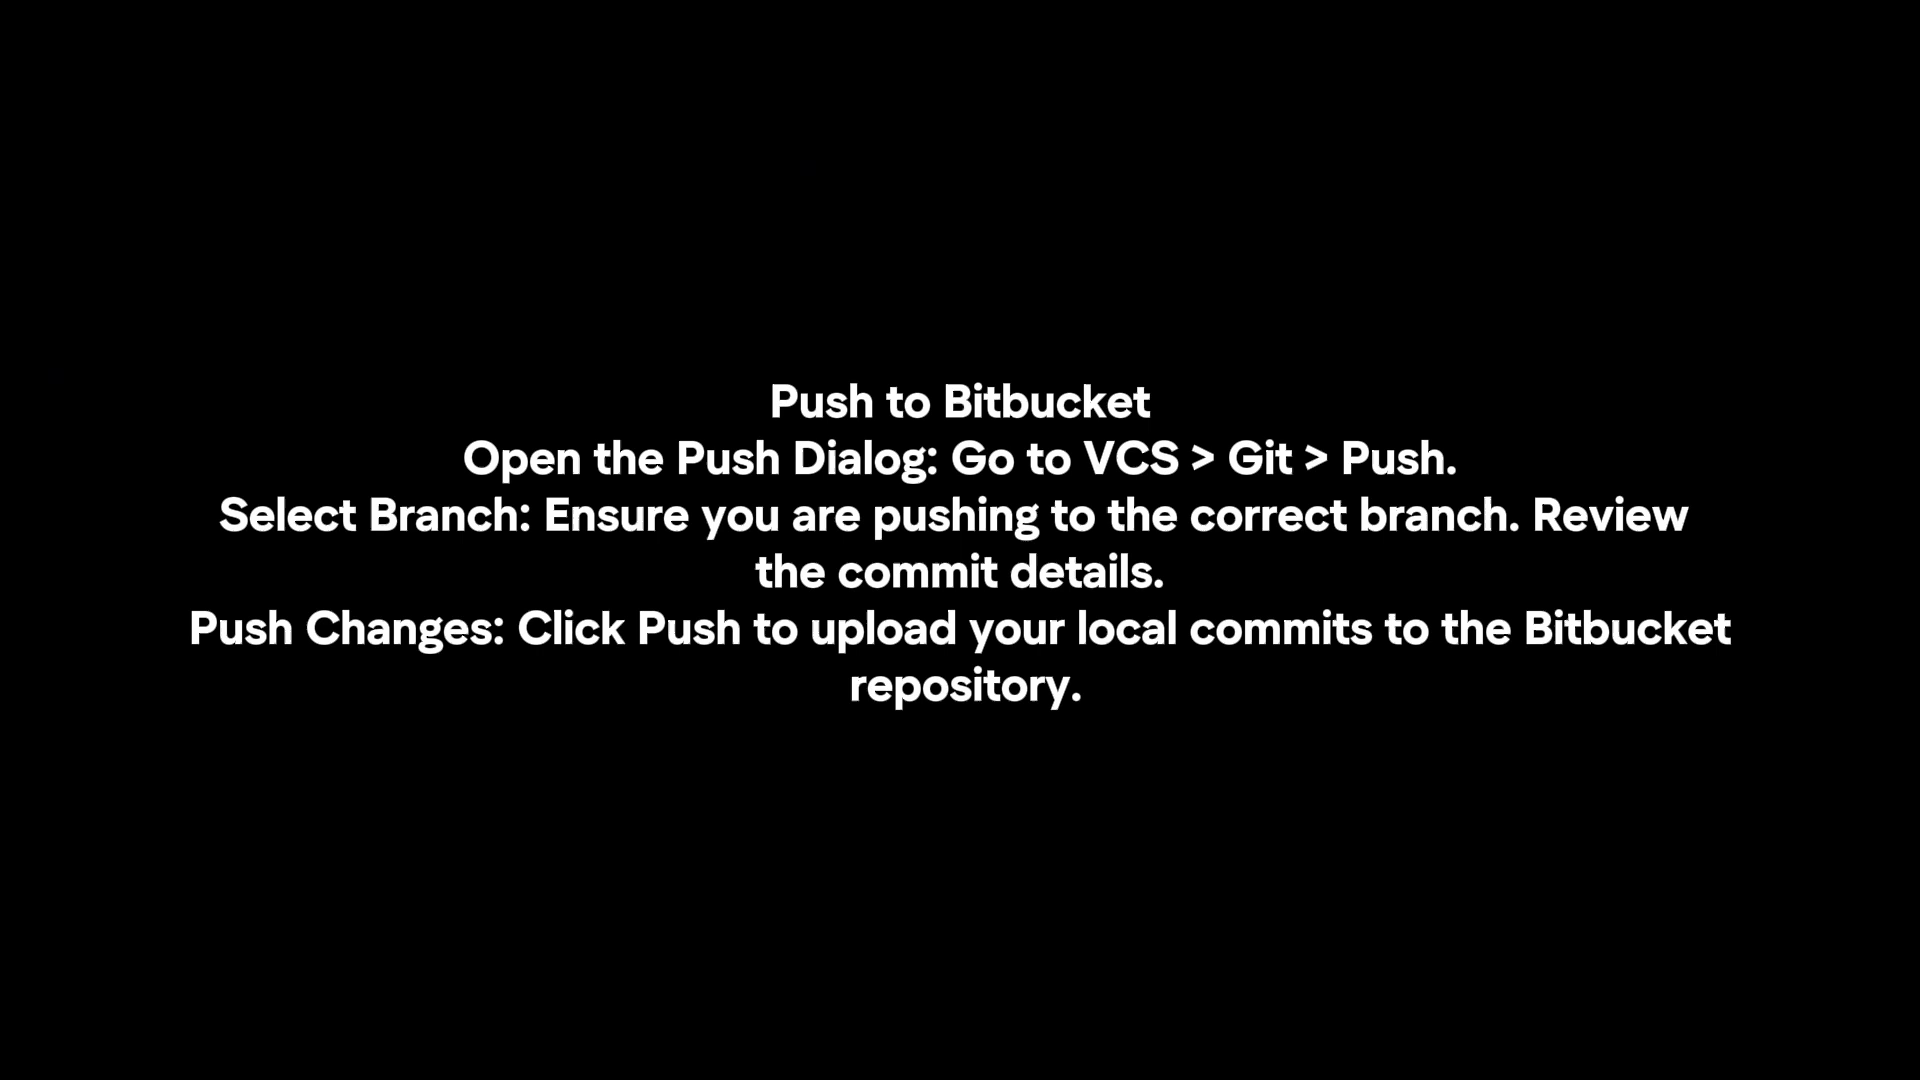 Push to Bitbucket
Open the Push Dialog: Go to VCS > Git > Push.
Select Branch: Ensure you are pushing to the correct branch. Review
the commit details.
Push Changes: Click Push to upload your local commits to the Bitbucket
repository.